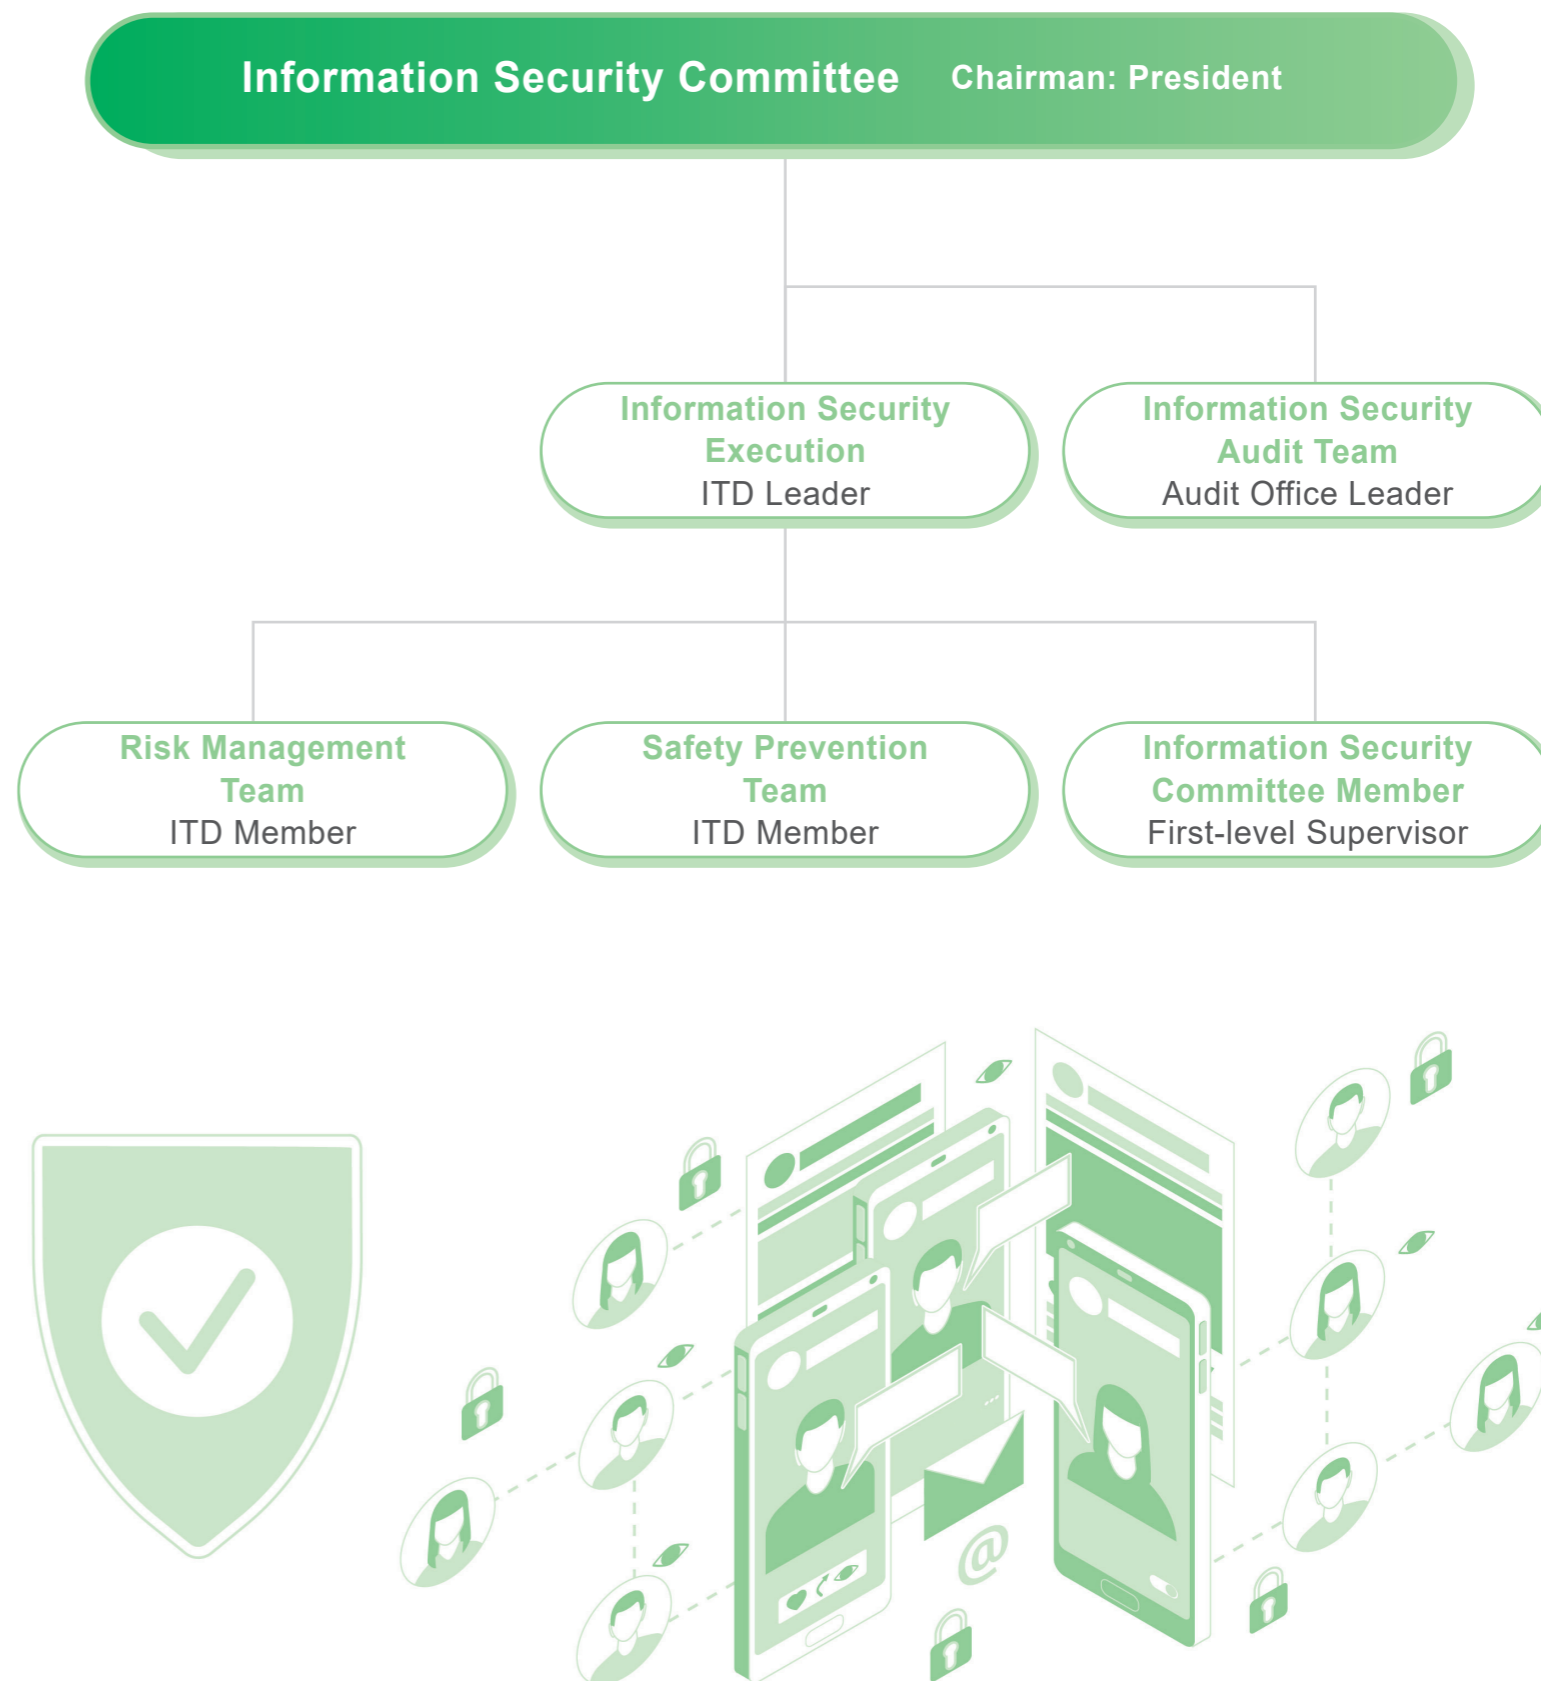 Information Security Committee Chairman: President
Information Security
Execution
ITD Leader
Information Security
Audit Team
Audit Office Leader
Risk Management
Team
ITD Member
Safety Prevention
Team
ITD Member
Information Security
Committee Member
First-level Supervisor
@